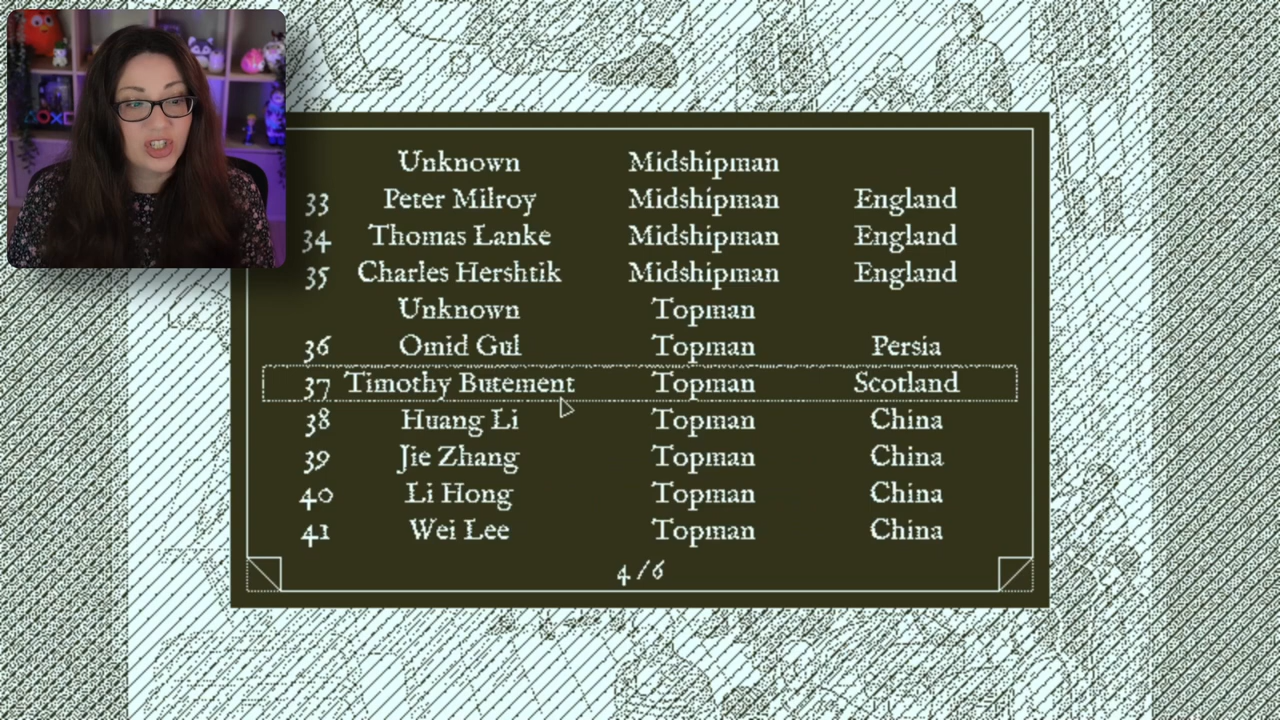 Unknown Midshipman
33 Peter Milroy Midshipman England
34 Thomas Lanke Midshipman England
35 Charles Hershtik Midshipman England
Unknown Topman
36 Omid Gul Topman Persia
37 Timothy Butement Topman Scotland
38 Huang Li Topman China
39 Jie Zhang Topman China
40 Li Hong Topman China
41 Wei Lee Topman China
4/6